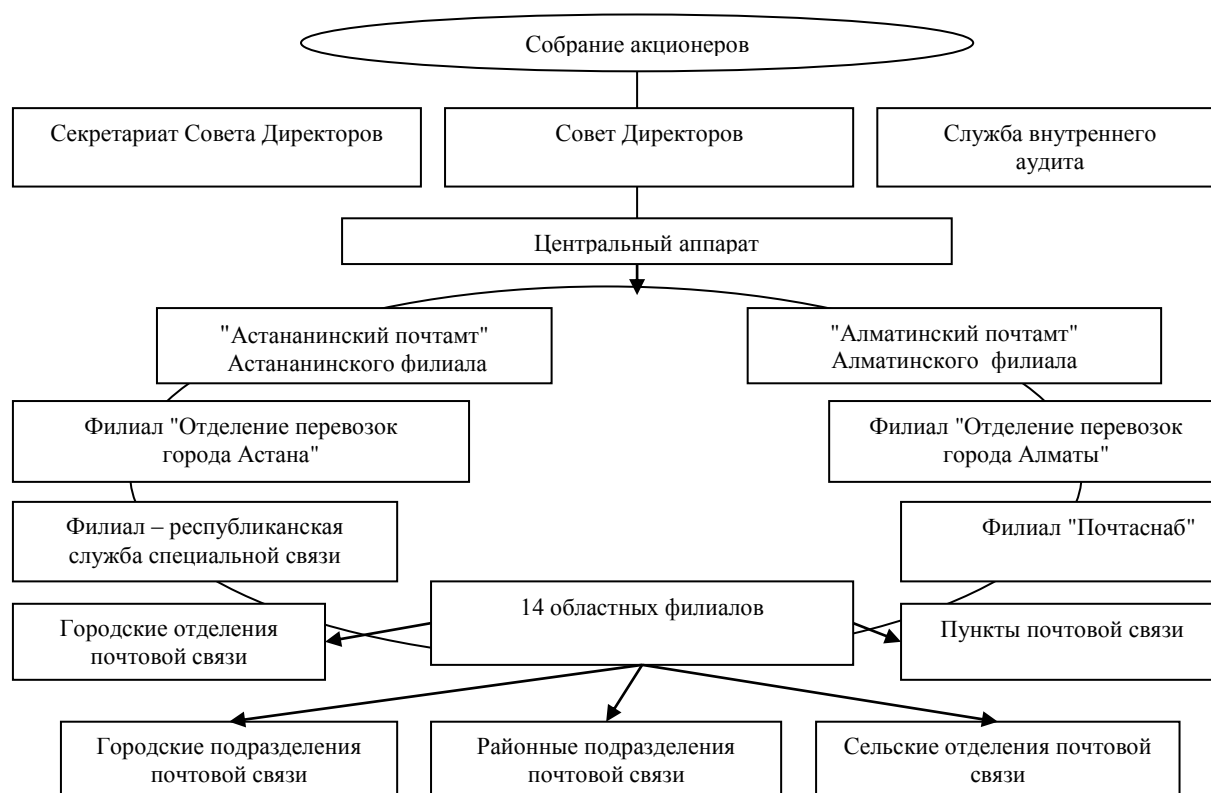 Собрание акционеров
Секретариат Совета Директоров
Совет Директоров
Служба внутреннего
аудита
Центральный аппарат
"Астананинский почтамт"
Астананинского филиала
"Алматинский почтамт"
Алматинского филиала
Филиал "Отделение перевозок
города Астана"
Филиал "Отделение перевозок
города Алматы"
Филиал – республиканская
служба специальной связи
Филиал "Почтаснаб"
14 областных филиалов
Городские отделения
почтовой связи
Пункты почтовой связи
Городские подразделения
почтовой связи
Районные подразделения
почтовой связи
Сельские отделения почтовой
связи